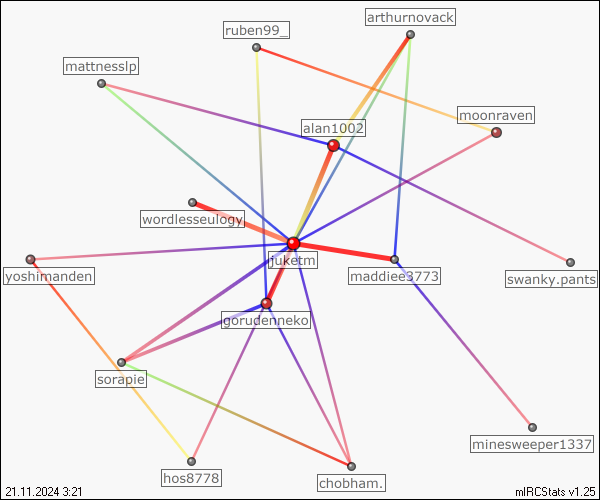 arthurnovack
ruben99_
mattnesslp
moonraven
alan1002
wordlesseulogy
juketm
yoshimanden
maddiee3773
swanky.pants
gorudenneko
sorapie
minesweeper1337
hos8778
chobham.
21.11.2024 3:21
mIRCStats v1.25